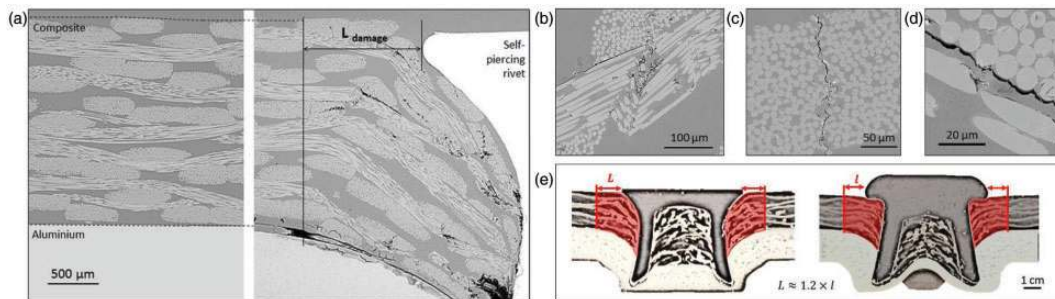 (a)
Composite
L damage
Self-
piercing
rivet
Aluminium
500 µm
(b)
100 µm
(c)
50 µm
(d)
20 µm
(e)
L
l
L ≈ 1.2 × l
1 cm